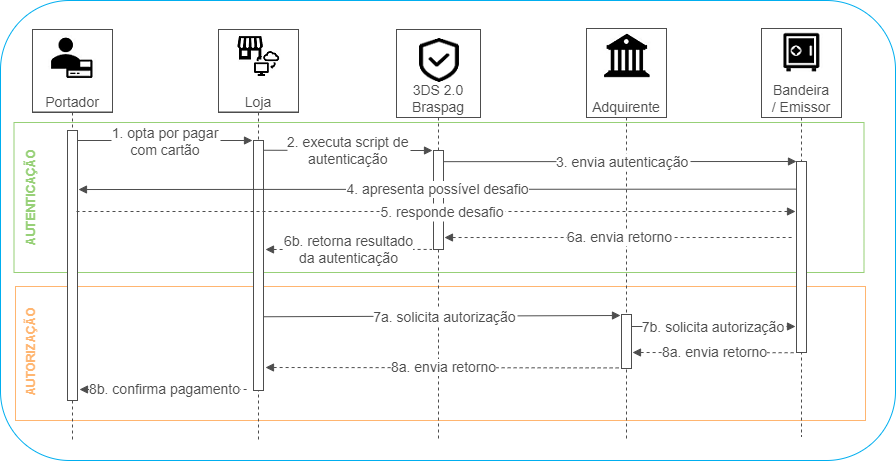 Portador
Loja
3DS 2.0
Braspag
Adquirente
Bandeira
/ Emissor
AUTENTICAÇÃO
1. opta por pagar
com cartão
2. executa script de
autenticação
3. envia autenticação
4. apresenta possível desafio
5. responde desafio
6a. envia retorno
6b. retorna resultado
da autenticação
AUTORIZAÇÃO
7a. solicita autorização
7b. solicita autorização
8a. envia retorno
8a. envia retorno
8b. confirma pagamento